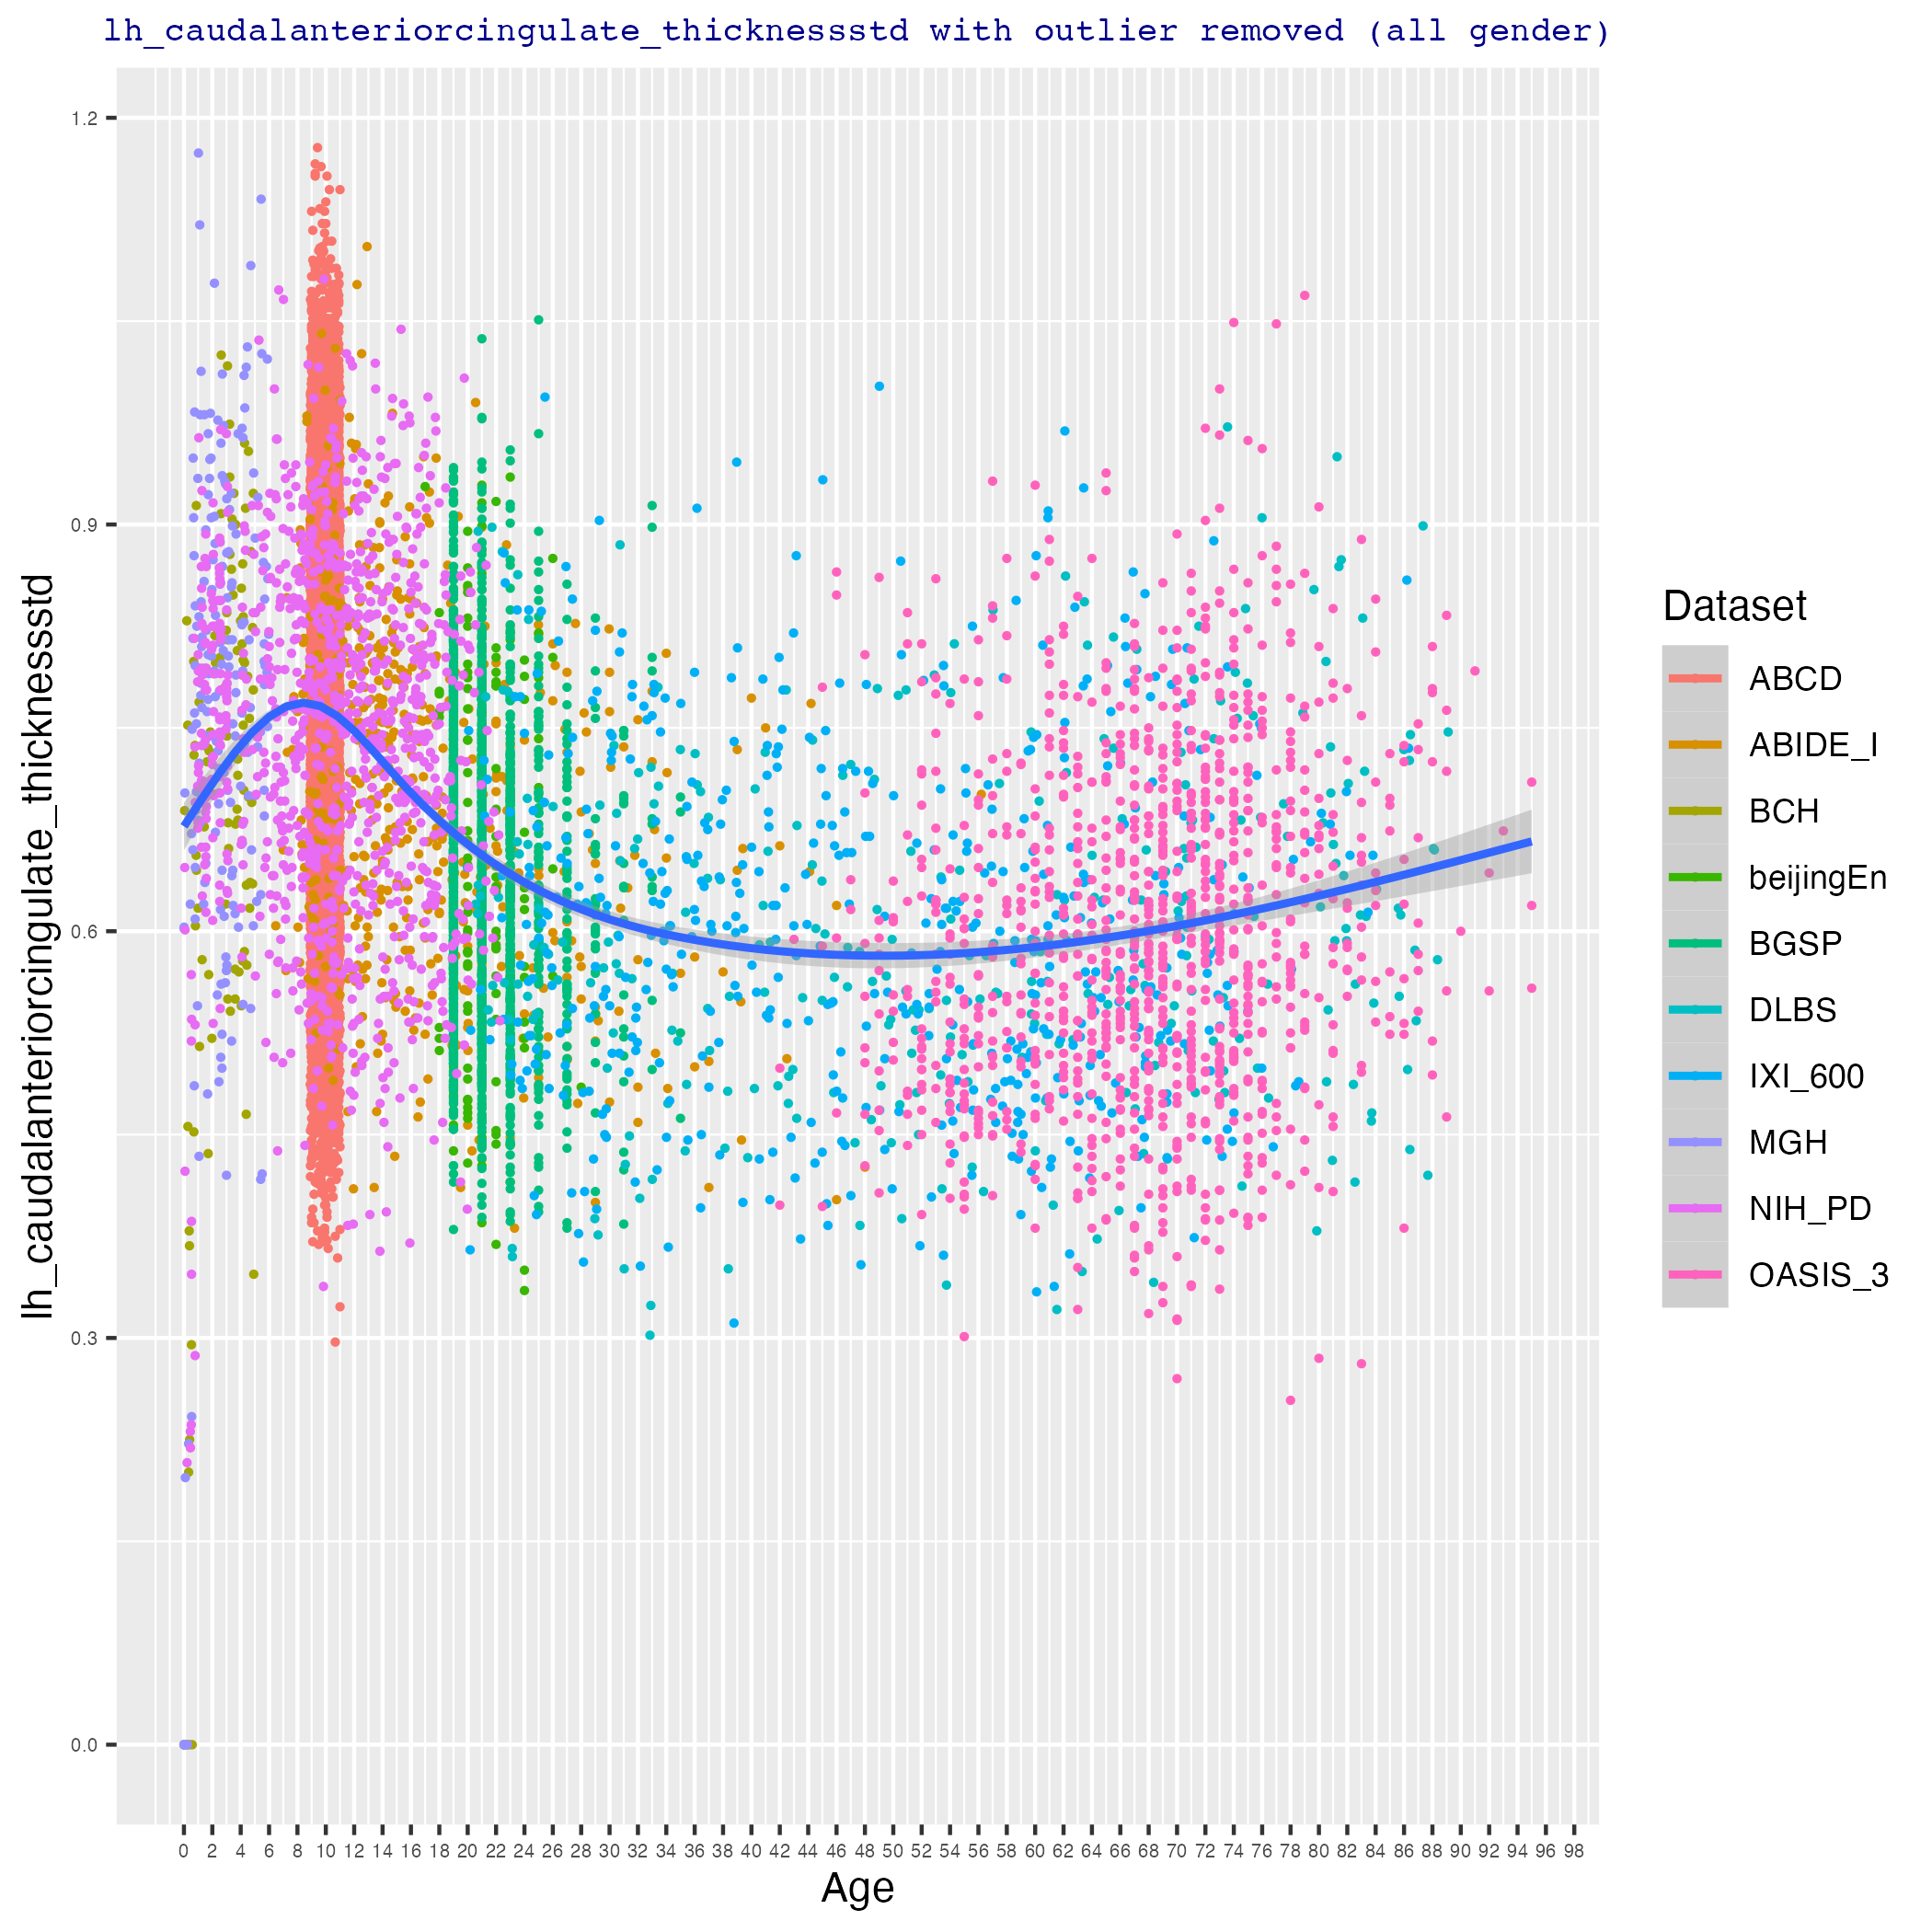 lh_caudalanteriorcingulate_thicknessstd with outlier removed (all gender)
lh_caudalanteriorcingulate_thicknessstd
1.2
0.9
0.6
0.3
0.0
0 2 4 6 8 10 12 14 16 18 20 22 24 26 28 30 32 34 36 38 40 42 44 46 48 50 52 54 56 58 60 62 64 66 68 70 72 74 76 78 80 82 84 86 88 90 92 94 96 98
Age
Dataset
ABCD
ABIDE_I
BCH
beijingEn
BGSP
DLBS
IXI_600
MGH
NIH_PD
OASIS_3